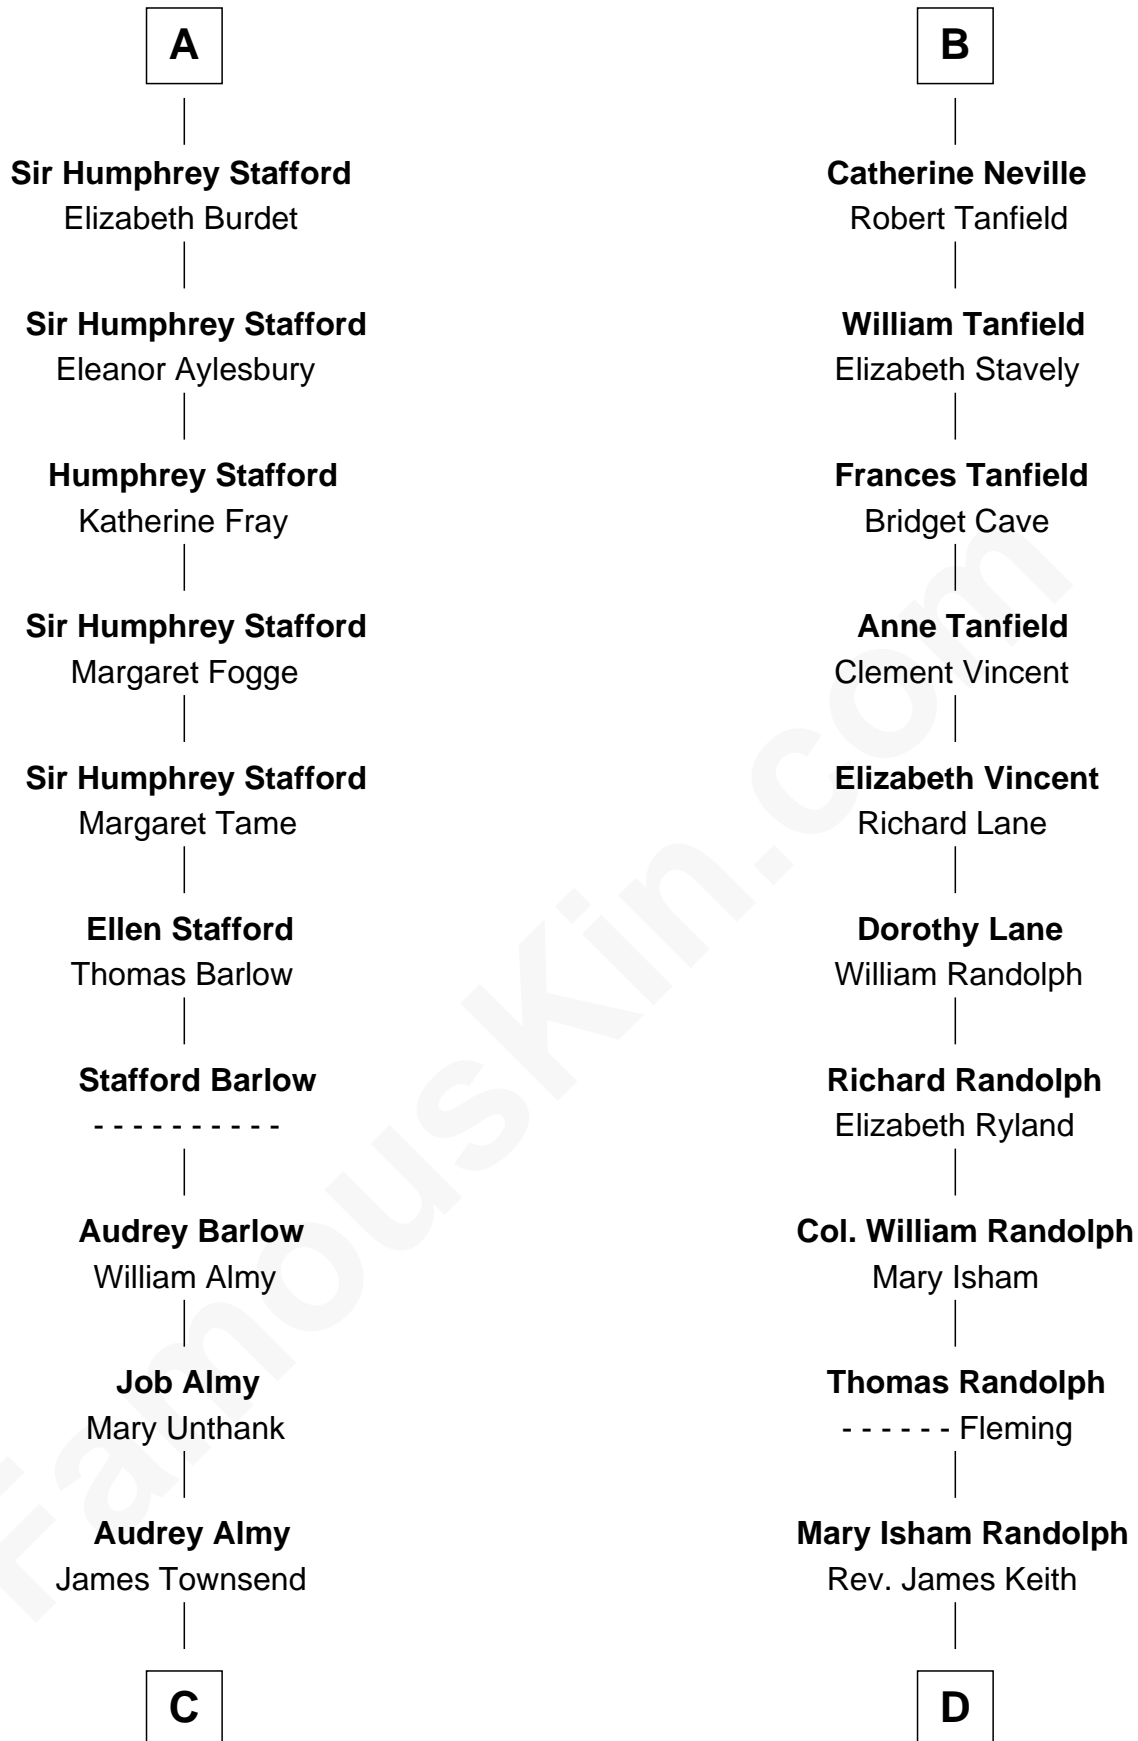 A
Sir Humphrey Stafford
Elizabeth Burdet
Sir Humphrey Stafford
Eleanor Aylesbury
Humphrey Stafford
Katherine Fray
Sir Humphrey Stafford
Margaret Fogge
Sir Humphrey Stafford
Margaret Tame
Ellen Stafford
Thomas Barlow
Stafford Barlow
- - - - - - - - - -
Audrey Barlow
William Almy
Job Almy
Mary Unthank
Audrey Almy
James Townsend
C
B
Catherine Neville
Robert Tanfield
William Tanfield
Elizabeth Stavely
Frances Tanfield
Bridget Cave
Anne Tanfield
Clement Vincent
Elizabeth Vincent
Richard Lane
Dorothy Lane
William Randolph
Richard Randolph
Elizabeth Ryland
Col. William Randolph
Mary Isham
Thomas Randolph
- - - - - - Fleming
Mary Isham Randolph
Rev. James Keith
D
FamousKin.com